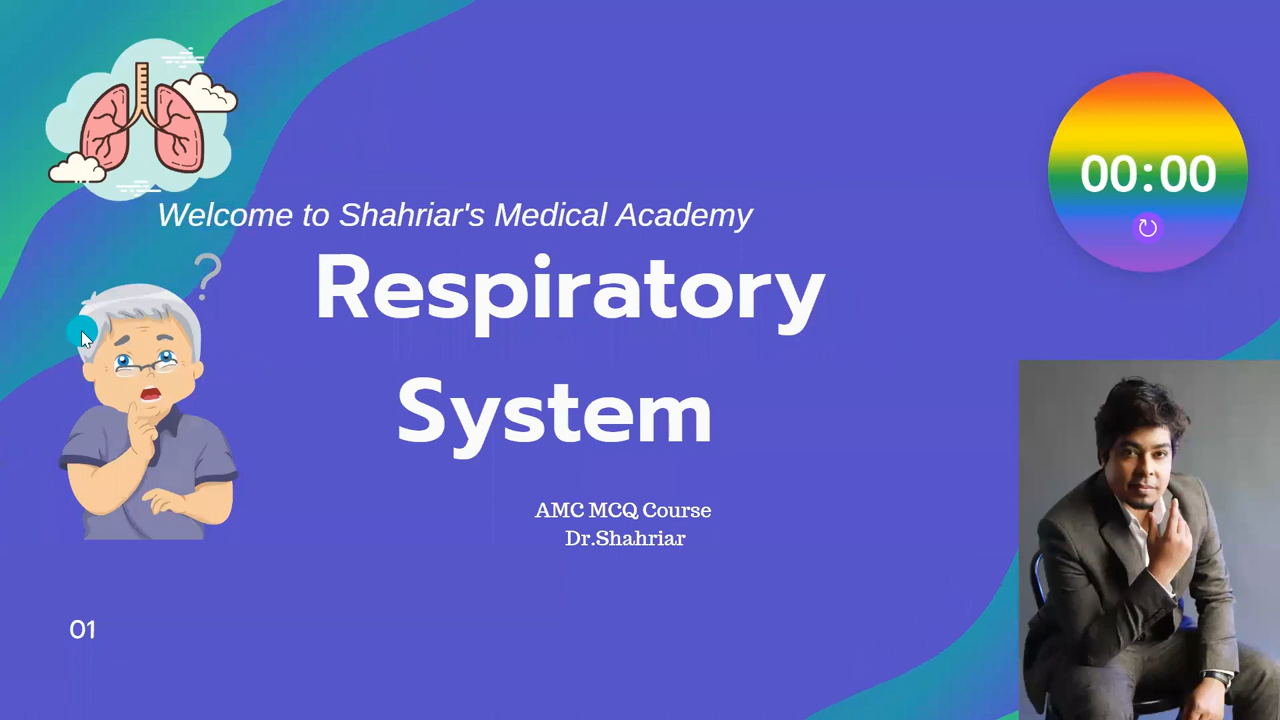 Welcome to Shahriar's Medical Academy
00:00
?
Respiratory
System
AMC MCQ Course
Dr.Shahriar
01